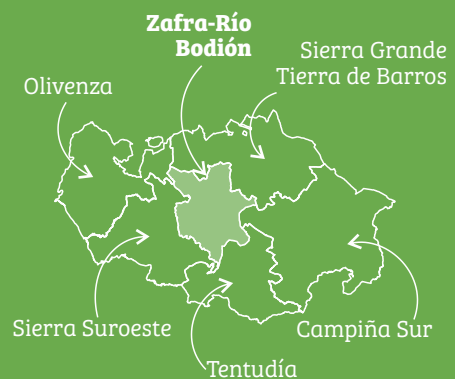 Zafra-Río
Bodión
Sierra Grande
Tierra de Barros
Olivenza
Sierra Suroeste
Campiña Sur
Tentudía